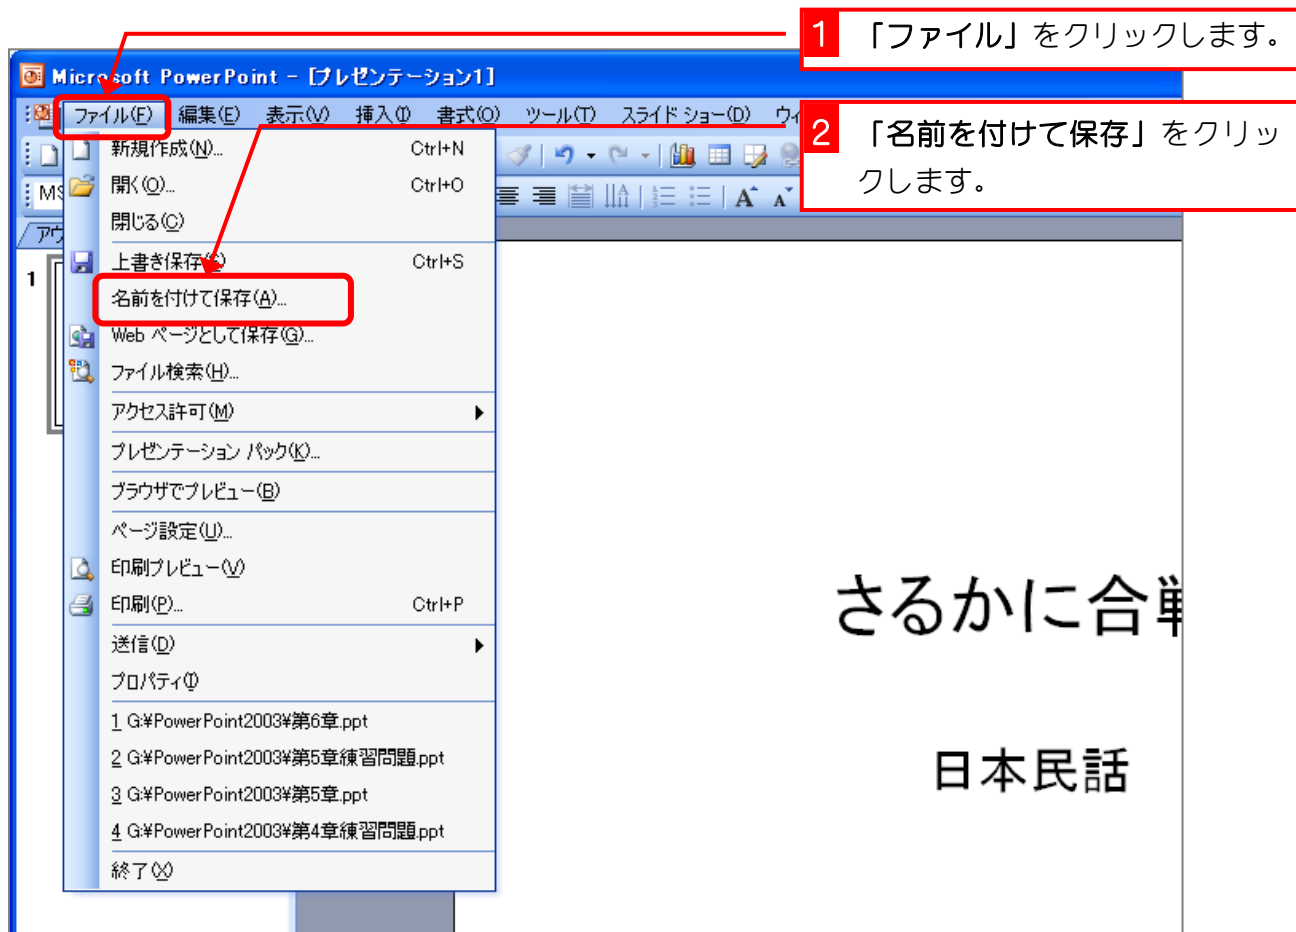 1 「ファイル」をクリックします。
Microsoft PowerPoint - [プレゼンテーション1]
ファイル(F) 編集(E) 表示(V) 挿入(I) 書式(O) ツール(T) スライド ショー(D)
2 「名前を付けて保存」をクリッ
クします。
新規作成(N)... Ctrl+N
開く(O)... Ctrl+O
閉じる(C)
上書き保存(S) Ctrl+S
名前を付けて保存(A)...
Web ページとして保存(G)...
ファイル検索(H)...
アクセス許可(M)
プレゼンテーション パック(K)...
ブラウザでプレビュー(B)
ページ設定(U)...
印刷プレビュー(V)
印刷(P)... Ctrl+P
送信(D)
プロパティ(I)
1 G:¥PowerPoint2003¥第6章.ppt
2 G:¥PowerPoint2003¥第5章練習問題.ppt
3 G:¥PowerPoint2003¥第5章.ppt
4 G:¥PowerPoint2003¥第4章練習問題.ppt
終了(X)
MS
アウ
1
さるかに合戦
日本民話